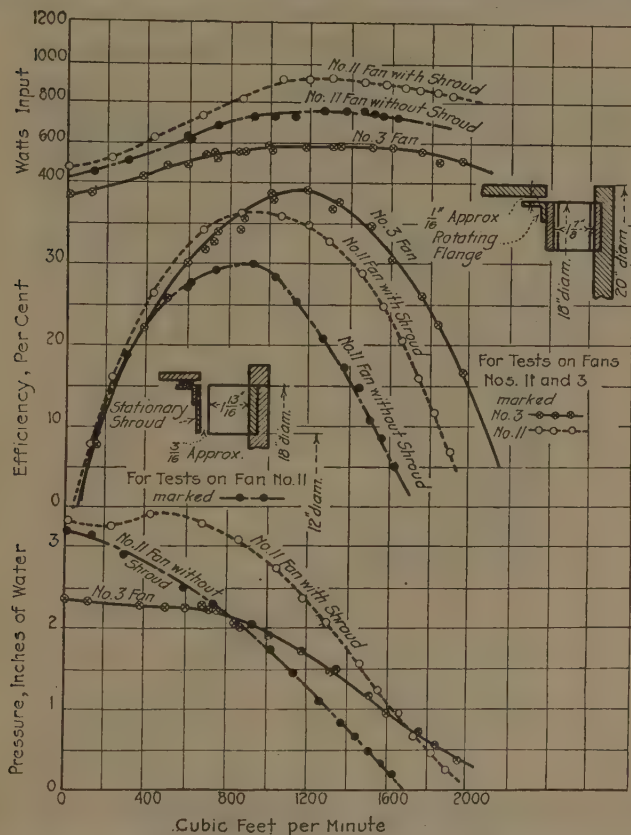 1200
1000
800
600
400
Watts Input
No.11 Fan with Shroud
No. 11 Fan without Shroud
No.3 Fan
30
20
10
0
Efficiency, Per Cent
No.3 Fan
No.11 Fan with Shroud
No.11 Fan without Shroud
1/16" Approx
Rotating
Flange
1 7/8"
18" diam.
20" diam.
Stationary
Shroud
1 13/16"
3/16 Approx.
18" diam.
12" diam.
For Tests on Fan No.11
marked
For Tests on Fans
Nos. 11 and 3
marked
No.3
No.11
3
2
1
0
Pressure, Inches of Water
No.11 Fan without
Shroud
No.11 Fan with Shroud
No.3 Fan
0 400 800 1200 1600 2000
Cubic Feet per Minute